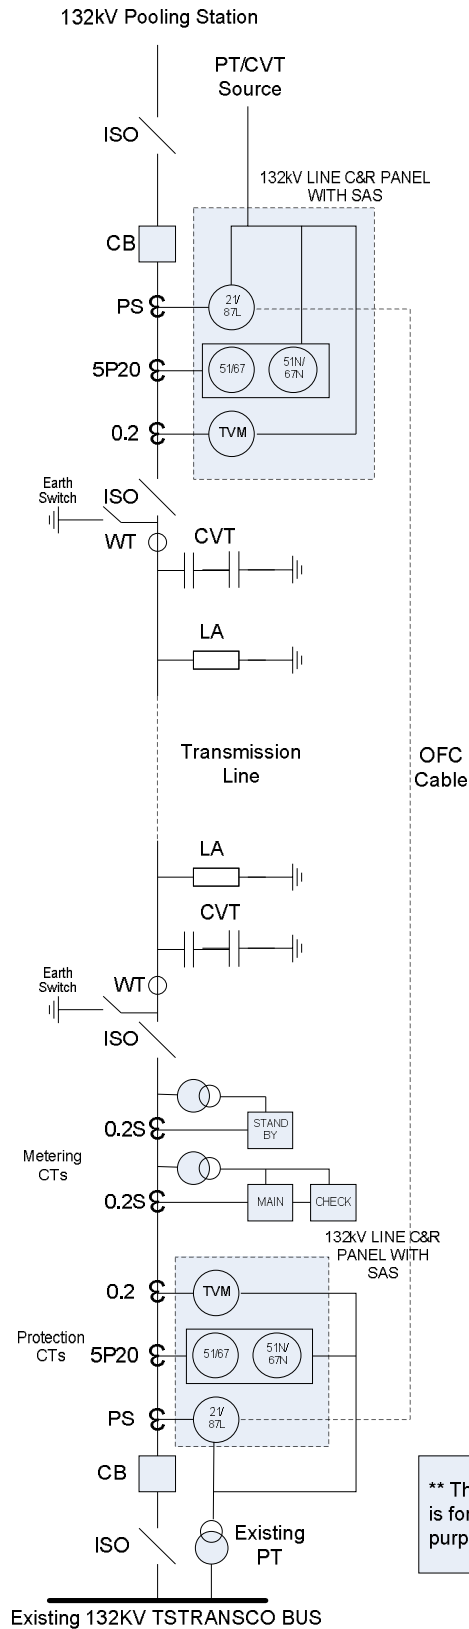 132kV Pooling Station
PT/CVT
Source
ISO
132kV LINE C&R PANEL
WITH SAS
CB
PS
21/
87L
5P20
51/67
51N/
67N
0.2
TVM
Earth
Switch
ISO
WT
CVT
LA
Transmission
Line
OFC
Cable
LA
CVT
Earth
Switch
WT
ISO
0.2S
STAND
BY
Metering
CTs
0.2S
MAIN
CHECK
132kV LINE C&R
PANEL WITH
SAS
0.2
TVM
Protection
CTs
5P20
51/67
51N/
67N
PS
21/
87L
CB
** Th
is for
purp
ISO
Existing
PT
Existing 132KV TSTRANSCO BUS